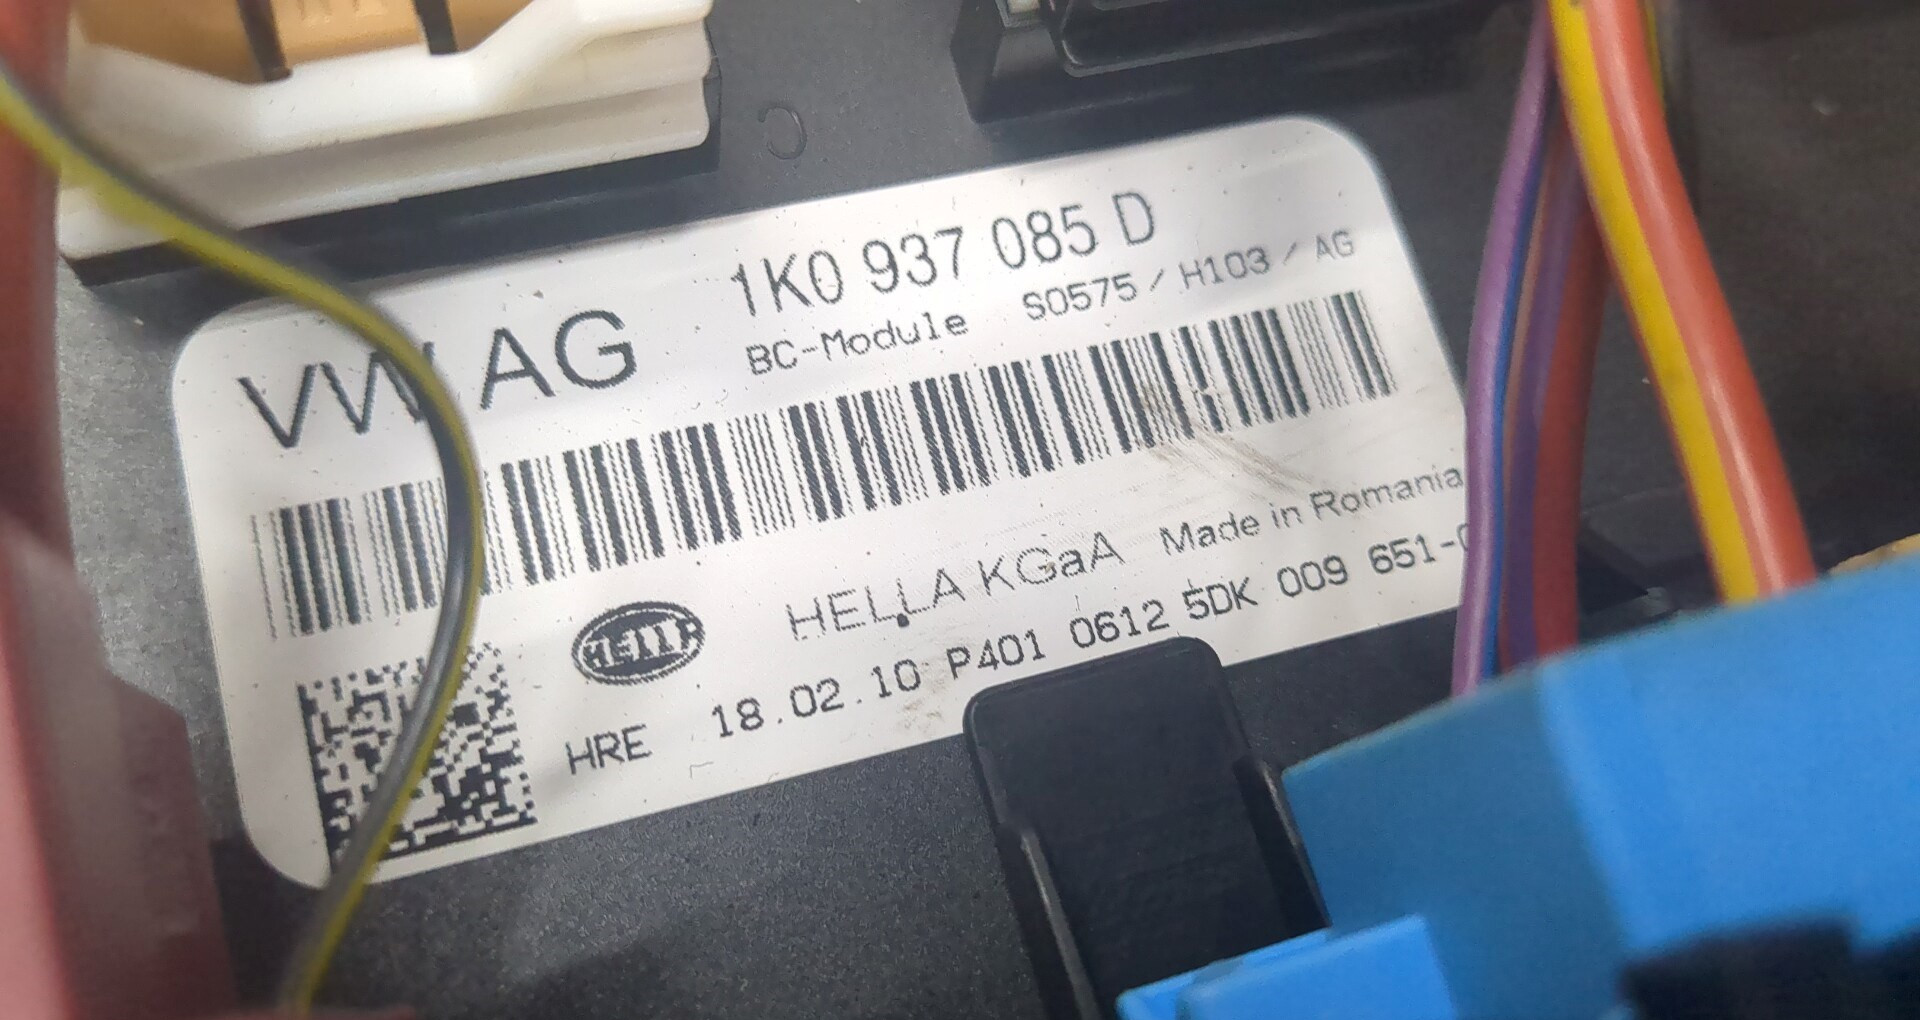 1K0 937 085 D
VW AG
BC-Module S0575 / H103 / AG
HELLA
HELLA KGaA Made in Romania
HRE 18.02.10 P401 0612 5DK 009 651-